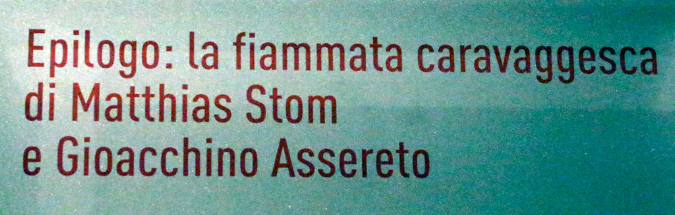 Epilogo: la fiammata caravaggesca
di Matthias Stom
e Gioacchino Assereto